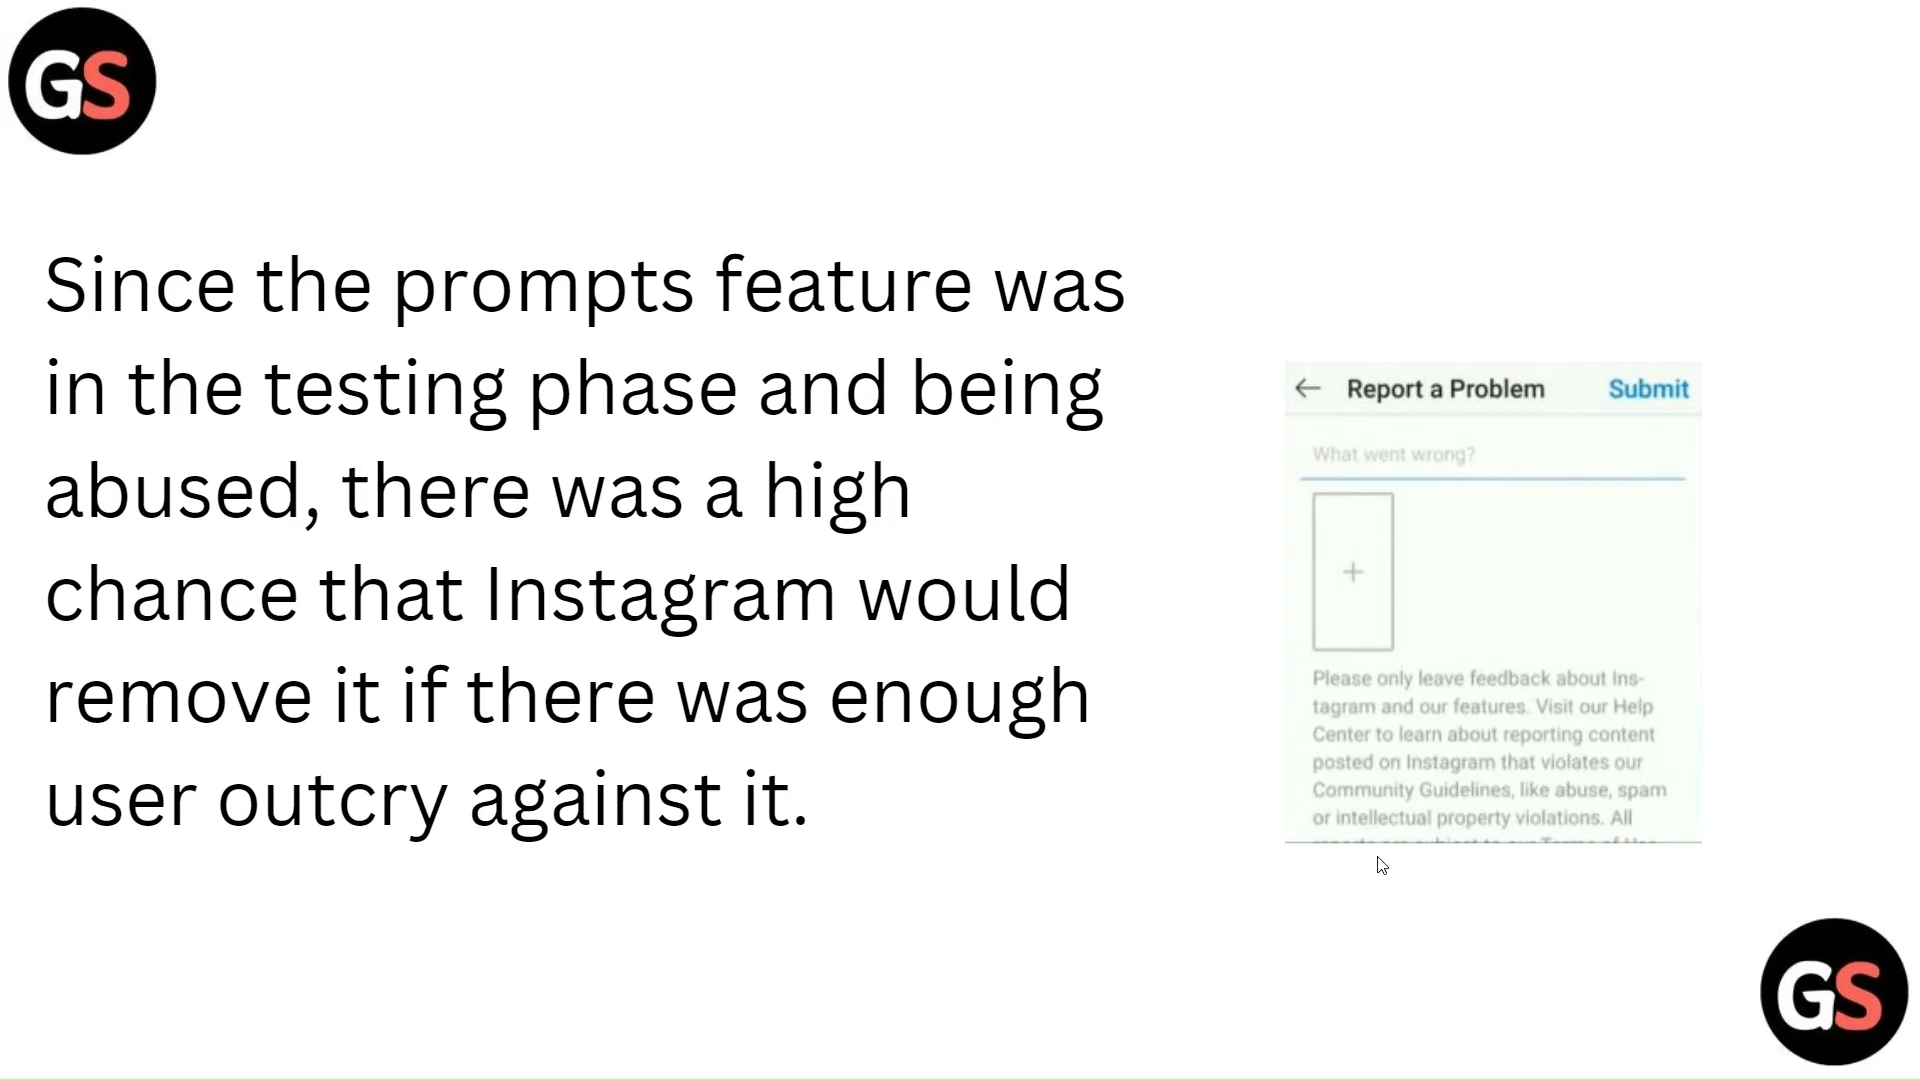 GS
Since the prompts feature was
in the testing phase and being
abused, there was a high
chance that Instagram would
remove it if there was enough
user outcry against it.
Report a Problem Submit
What went wrong?
Please only leave feedback about Ins-
tagram and our features. Visit our Help
Center to learn about reporting content
posted on Instagram that violates our
Community Guidelines, like abuse, spam
or intellectual property violations. All
GS